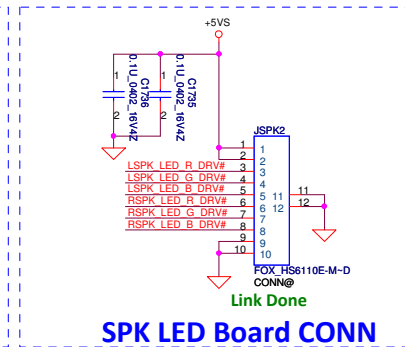 +5VS
1
2
0.1U_0402_16V4Z
C1736
1
2
0.1U_0402_16V4Z
C1735
JSPK2
1 1
2 2
LSPK_LED_R_DRV# 3 3
LSPK_LED_G_DRV# 4 4
LSPK_LED_B_DRV# 5 5 11 11
RSPK_LED_R_DRV# 6 6 12 12
RSPK_LED_G_DRV# 7 7
RSPK_LED_B_DRV# 8 8
9 9
10 10
FOX_HS6110E-M~D
CONN@
Link Done
SPK LED Board CONN